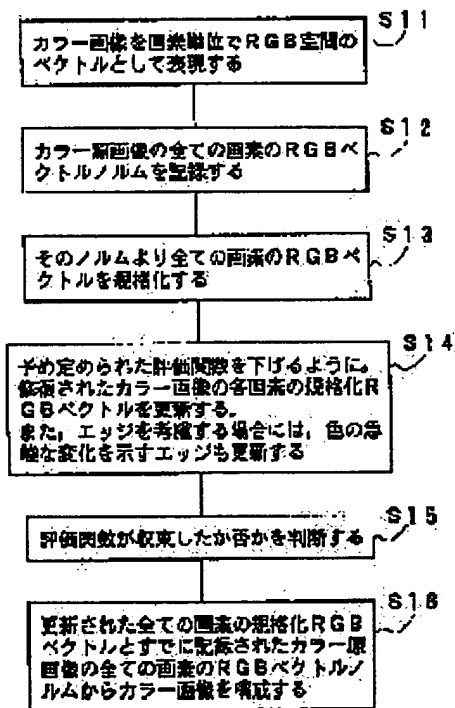 S11
カラー画像を画素単位でRGB空間の
ベクトルとして表現する
S12
カラー原画像の全ての画素のRGBベ
クトルノルムを記録する
S13
そのノルムより全ての画素のRGBベ
クトルを規格化する
S14
予め定められた評価関数を下げるように,
修復されたカラー画像の各画素の規格化R
GBベクトルを更新する。
また,エッジを考慮する場合には,色の急
峻な変化を示すエッジも更新する
S15
評価関数が収束したか否かを判断する
S16
更新された全ての画素の規格化RGB
ベクトルとすでに記録されたカラー原
画像の全ての画素のRGBベクトルノ
ルムからカラー画像を構成する